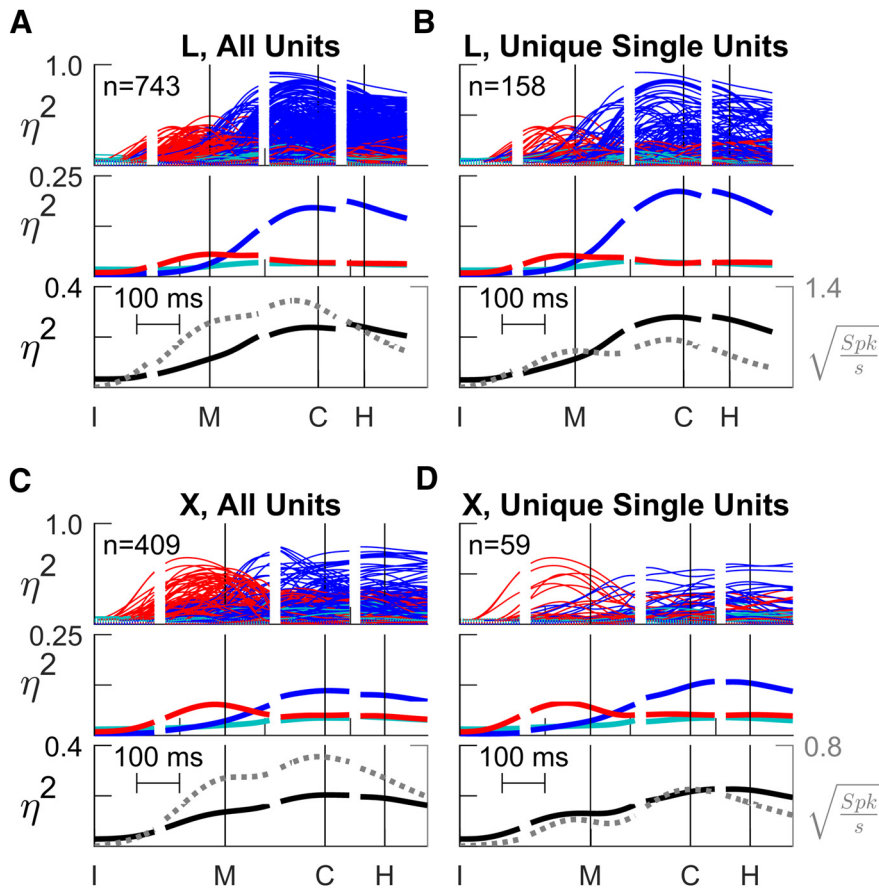 A
L, All Units
1.0
n=743
η²
0.25
η²
0.4
100 ms
η²
I M C H
B
L, Unique Single Units
n=158
100 ms
1.4
√Spk/s
I M C H
C
X, All Units
1.0
n=409
η²
0.25
η²
0.4
100 ms
η²
I M C H
D
X, Unique Single Units
n=59
100 ms
0.8
√Spk/s
I M C H